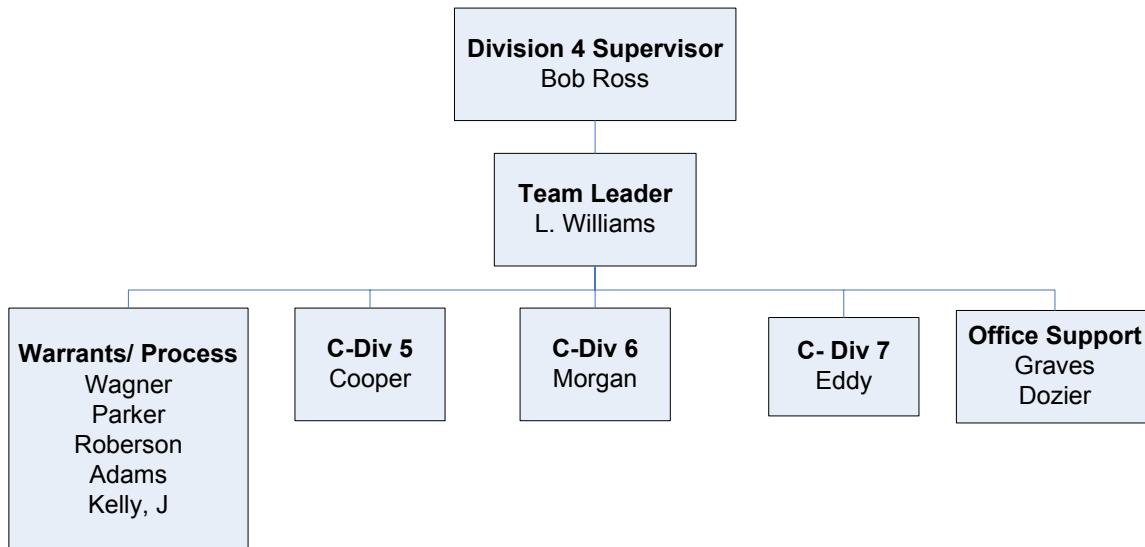 Division 4 Supervisor
Bob Ross
Team Leader
L. Williams
Warrants/ Process
Wagner
Parker
Roberson
Adams
Kelly, J
C-Div 5
Cooper
C-Div 6
Morgan
C- Div 7
Eddy
Office Support
Graves
Dozier